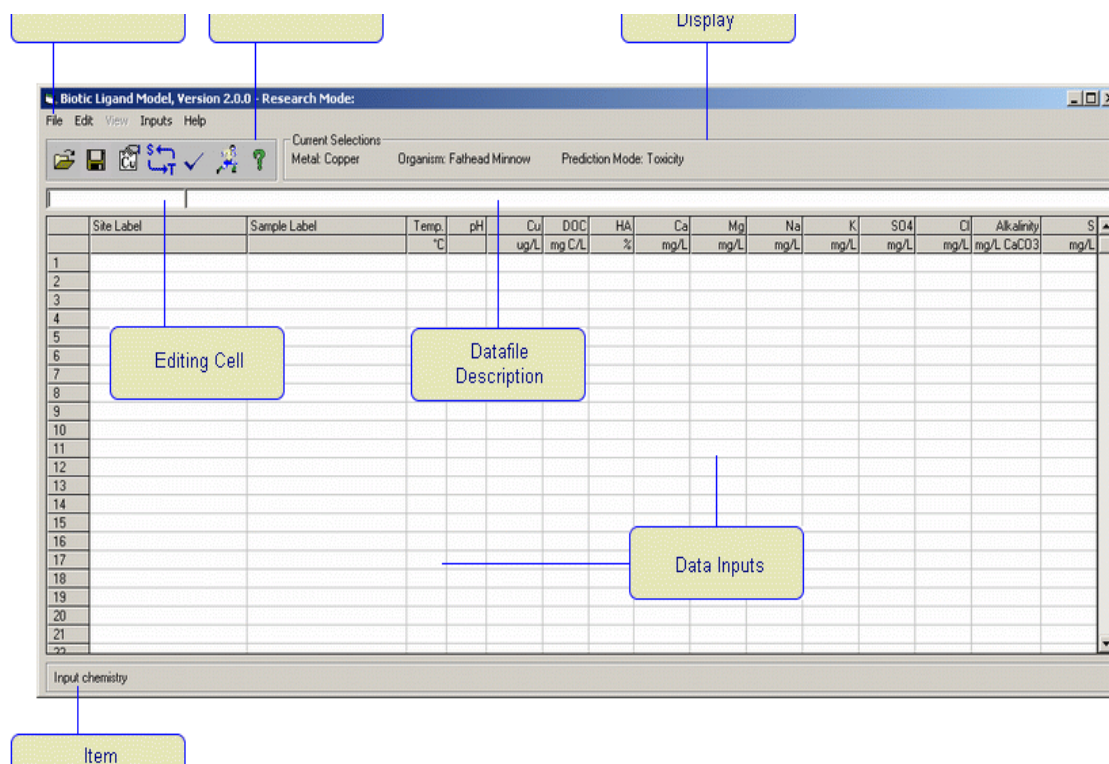 Display
Biotic Ligand Model, Version 2.0.0 - Research Mode:
File Edit View Inputs Help
Current Selections
Metal: Copper Organism: Fathead Minnow Prediction Mode: Toxicity
Site Label Sample Label Temp. pH Cu DOC HA Ca Mg Na K SO4 Cl Alkalinity S
°C ug/L mg C/L % mg/L mg/L mg/L mg/L mg/L mg/L mg/L CaCO3 mg/L
1
2
3
4
5
6
7
8
9
10
11
12
13
14
15
16
17
18
19
20
21
22
Editing Cell
Datafile
Description
Data Inputs
Input chemistry
Item